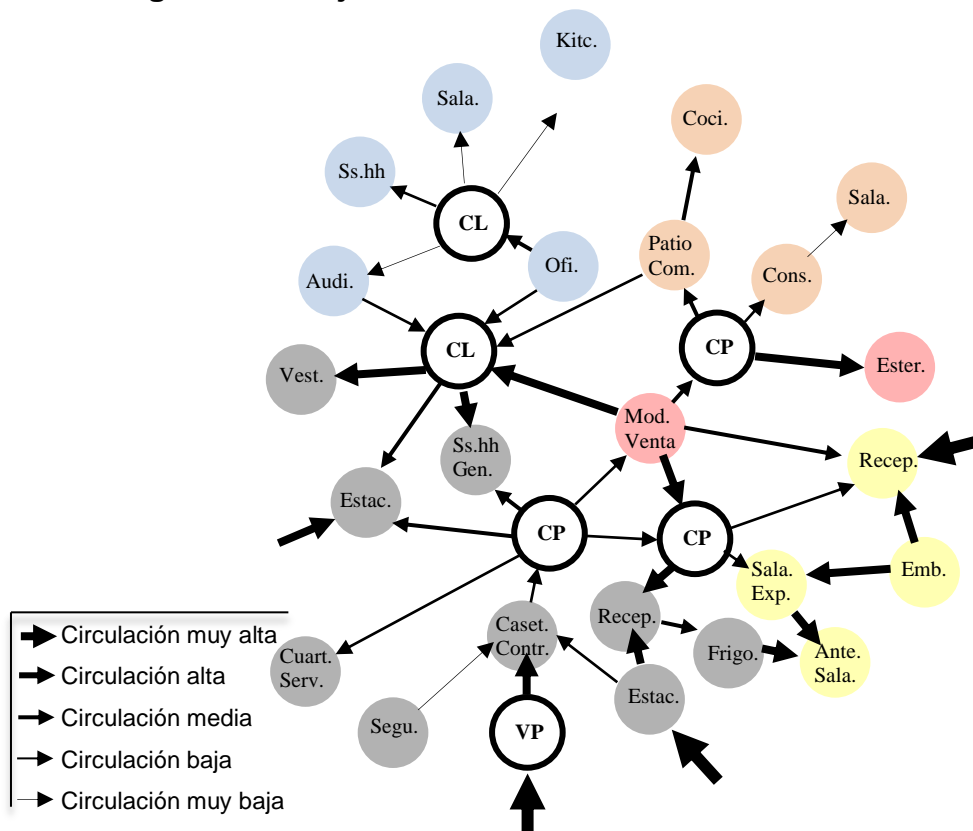 Kitc.
Sala.
Coci.
Ss.hh
Sala.
CL
Patio
Com.
Ofi.
Audi.
Cons.
CL
CP
Vest.
Ester.
Mod.
Venta
Ss.hh
Gen.
Recep.
Estac.
CP
CP
Sala.
Exp.
Emb.
Recep.
Caset.
Contr.
Cuart.
Serv.
Frigo.
Ante.
Sala.
Estac.
Segu.
VP
Circulación muy alta
Circulación alta
Circulación media
Circulación baja
Circulación muy baja